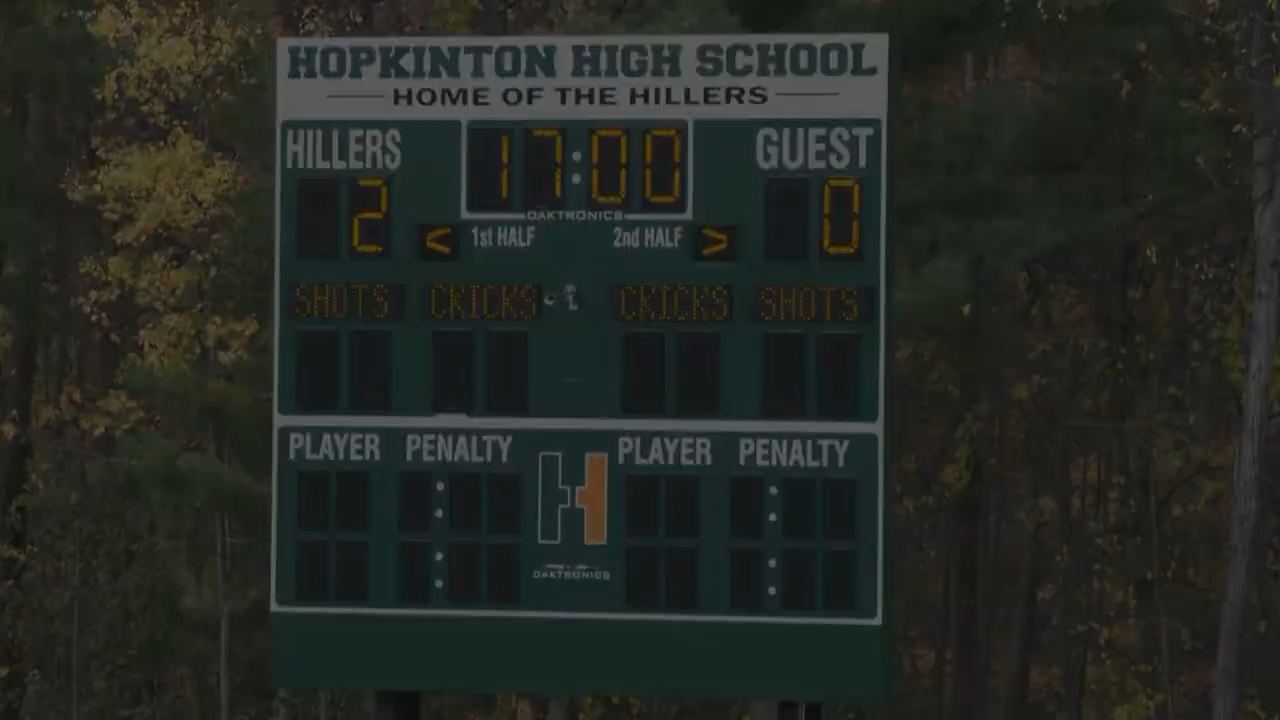 HOPKINTON HIGH SCHOOL
HOME OF THE HILLERS
HILLERS 17:00 GUEST
2 0
DAKTRONICS
< 1st HALF 2nd HALF >
SHOTS CKICKS CKICKS SHOTS
PLAYER PENALTY PLAYER PENALTY
H
DAKTRONICS